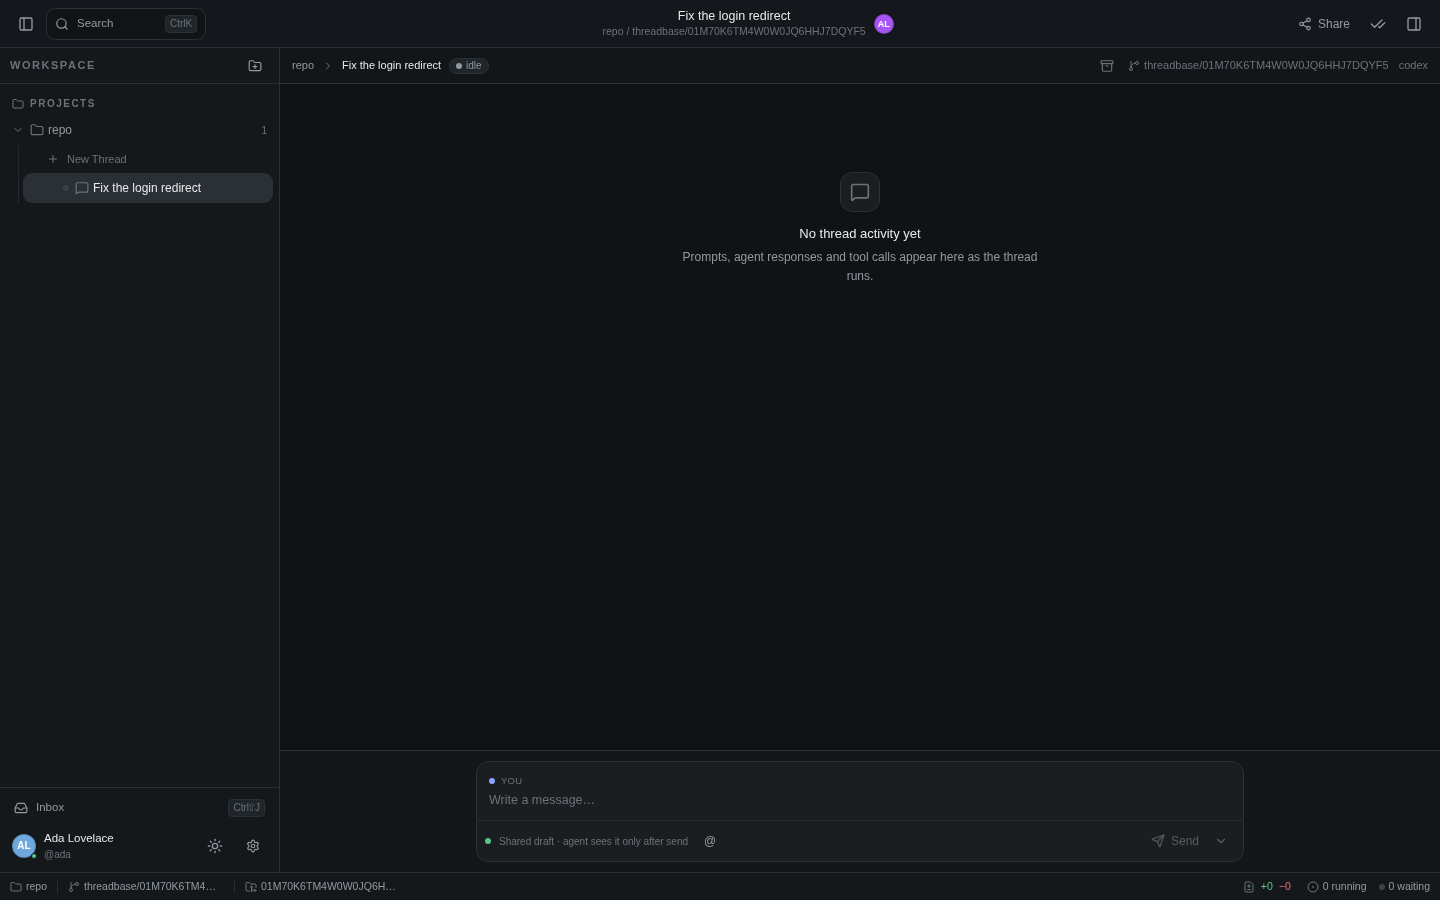 Search
CtrlK
Fix the login redirect
repo / threadbase/01M70K6TM4W0W0JQ6HHJ7DQYF5
AL
Share
WORKSPACE
repo
Fix the login redirect
idle
threadbase/01M70K6TM4W0W0JQ6HHJ7DQYF5
codex
PROJECTS
repo
1
New Thread
Fix the login redirect
No thread activity yet
Prompts, agent responses and tool calls appear here as the thread
runs.
YOU
Write a message…
Shared draft · agent sees it only after send
@
Send
Inbox
Ctrl⇧J
AL
Ada Lovelace
@ada
repo
threadbase/01M70K6TM4…
01M70K6TM4W0W0JQ6H…
+0 −0
0 running
0 waiting